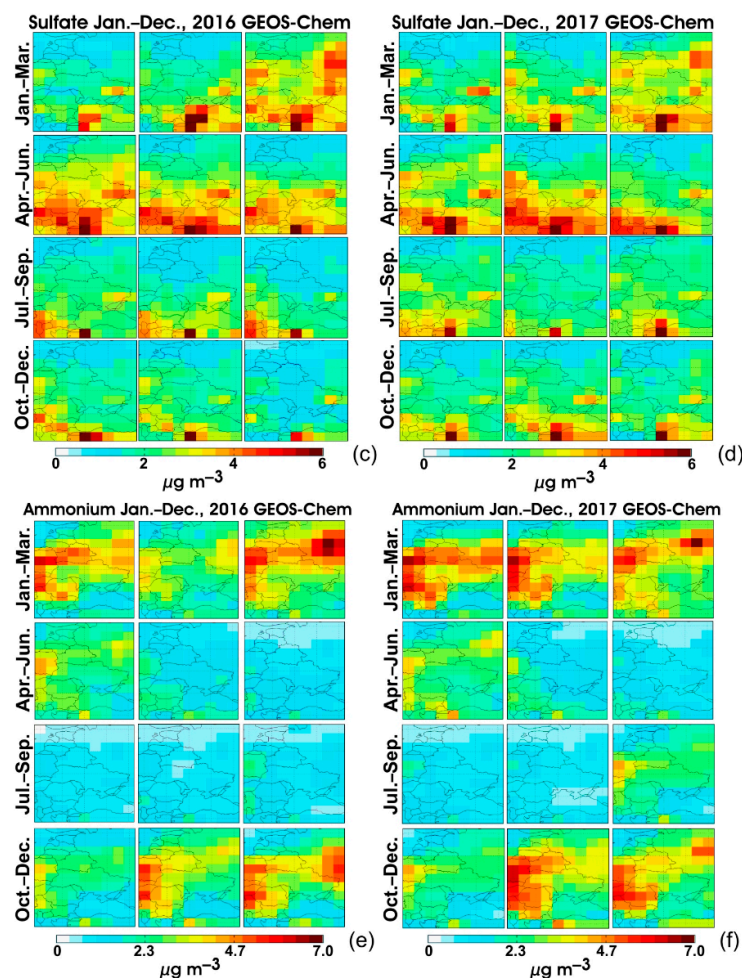 Sulfate Jan.–Dec., 2016 GEOS-Chem
Jan.–Mar.
Apr.–Jun.
Jul.–Sep.
Oct.–Dec.
0 2 4 6
µg m⁻³
(c)
Sulfate Jan.–Dec., 2017 GEOS-Chem
Jan.–Mar.
Apr.–Jun.
Jul.–Sep.
Oct.–Dec.
0 2 4 6
µg m⁻³
(d)
Ammonium Jan.–Dec., 2016 GEOS-Chem
Jan.–Mar.
Apr.–Jun.
Jul.–Sep.
Oct.–Dec.
0 2.3 4.7 7.0
µg m⁻³
(e)
Ammonium Jan.–Dec., 2017 GEOS-Chem
Jan.–Mar.
Apr.–Jun.
Jul.–Sep.
Oct.–Dec.
0 2.3 4.7 7.0
µg m⁻³
(f)